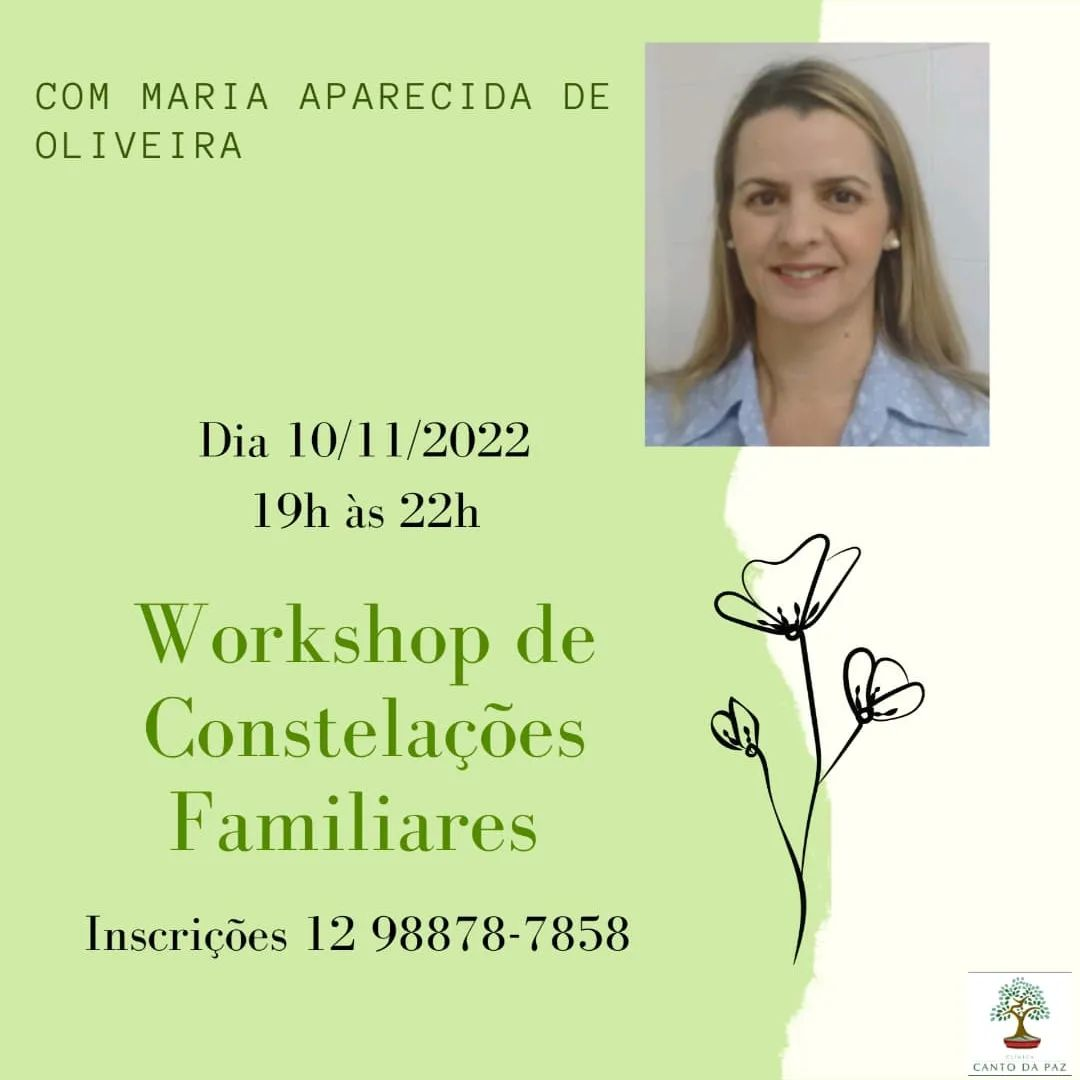 COM MARIA APARECIDA DE
OLIVEIRA
Dia 10/11/2022
19h às 22h
Workshop de
Constelações
Familiares
Inscrições 12 98878-7858
CLÍNICA
CANTO DA PAZ